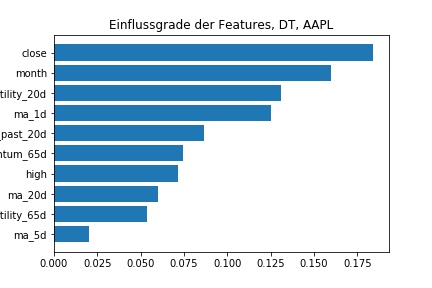 Einflussgrade der Features, DT, AAPL
close
month
tility_20d
ma_1d
_past_20d
ntum_65d
high
ma_20d
tility_65d
ma_5d
0.000 0.025 0.050 0.075 0.100 0.125 0.150 0.175